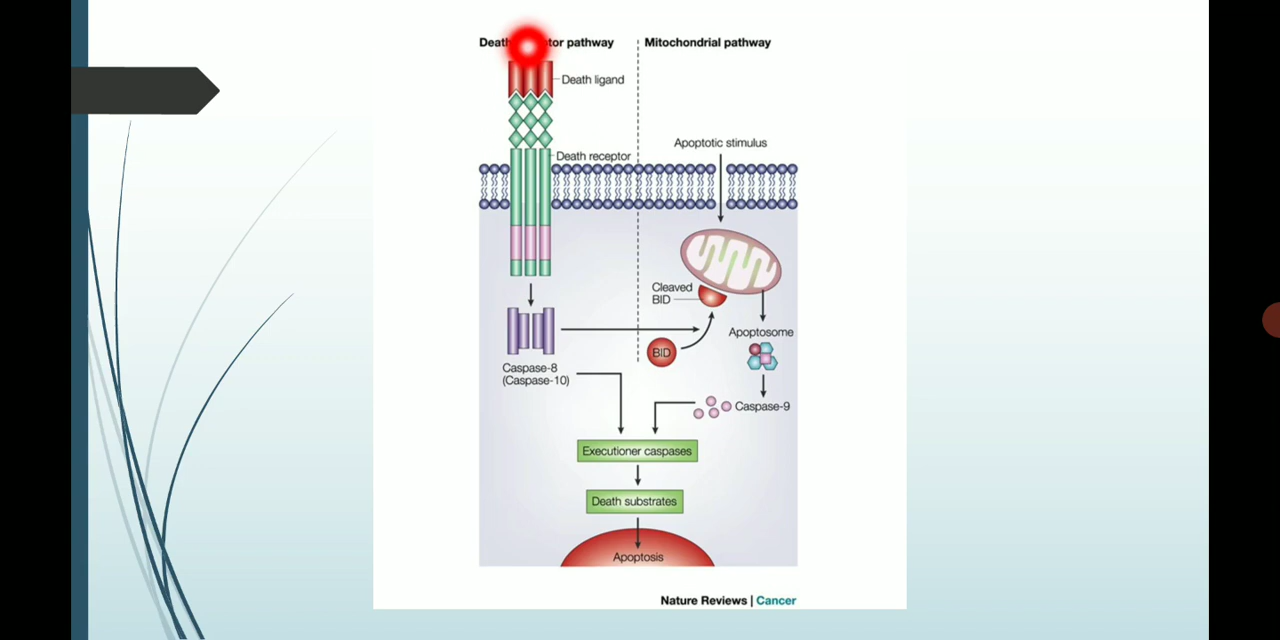 Death tor pathway
Mitochondrial pathway
Death ligand
Apoptotic stimulus
Death receptor
Cleaved
BID
BID
Apoptosome
Caspase-8
(Caspase-10)
Caspase-9
Executioner caspases
Death substrates
Apoptosis
Nature Reviews | Cancer